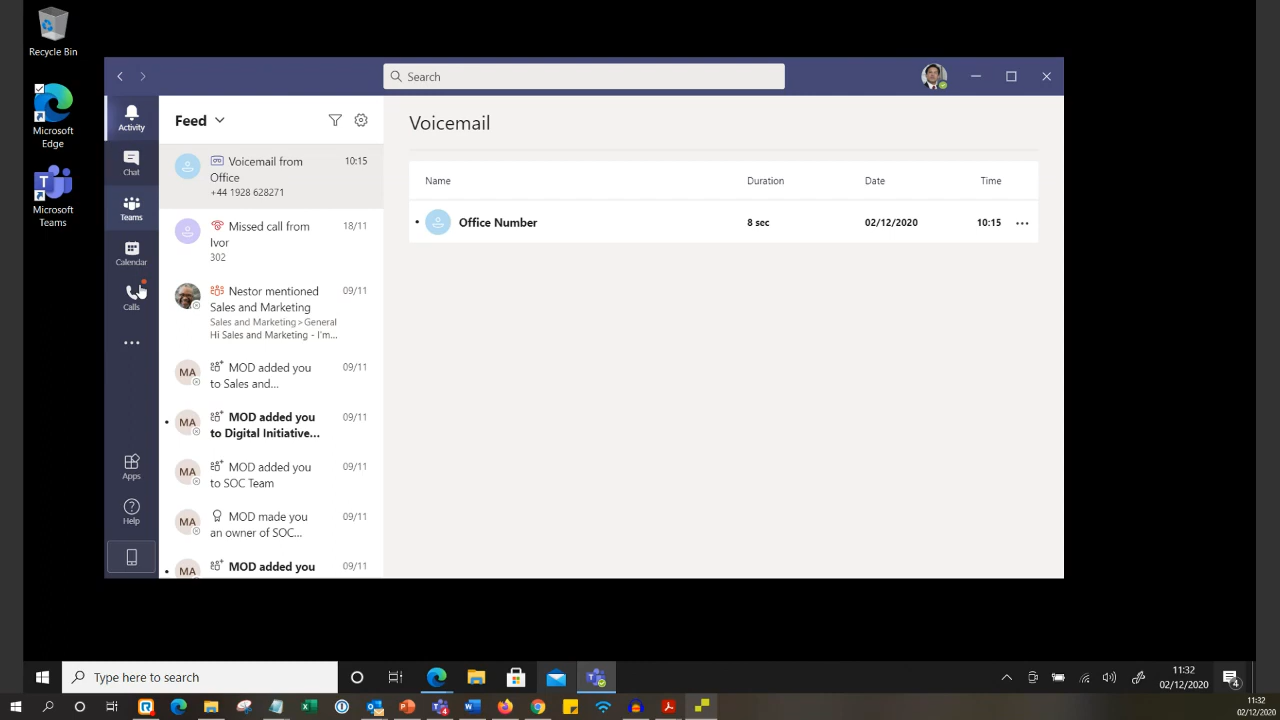 Recycle Bin
Microsoft
Edge
Microsoft
Teams
Search
Activity
Chat
Teams
Calendar
Calls
Apps
Help
Feed
Voicemail from
Office
+44 1928 628271
10:15
Missed call from
Ivor
302
18/11
Nestor mentioned
Sales and Marketing
Sales and Marketing > General
Hi Sales and Marketing - I'm...
09/11
MA
MOD added you
to Sales and...
09/11
MA
MOD added you
to Digital Initiative...
09/11
MA
MOD added you
to SOC Team
09/11
MA
MOD made you
an owner of SOC...
09/11
MA
MOD added you
09/11
Voicemail
Name Duration Date Time
Office Number 8 sec 02/12/2020 10:15 ...
Type here to search
11:32
02/12/2020
4
11:32
02/12/2020